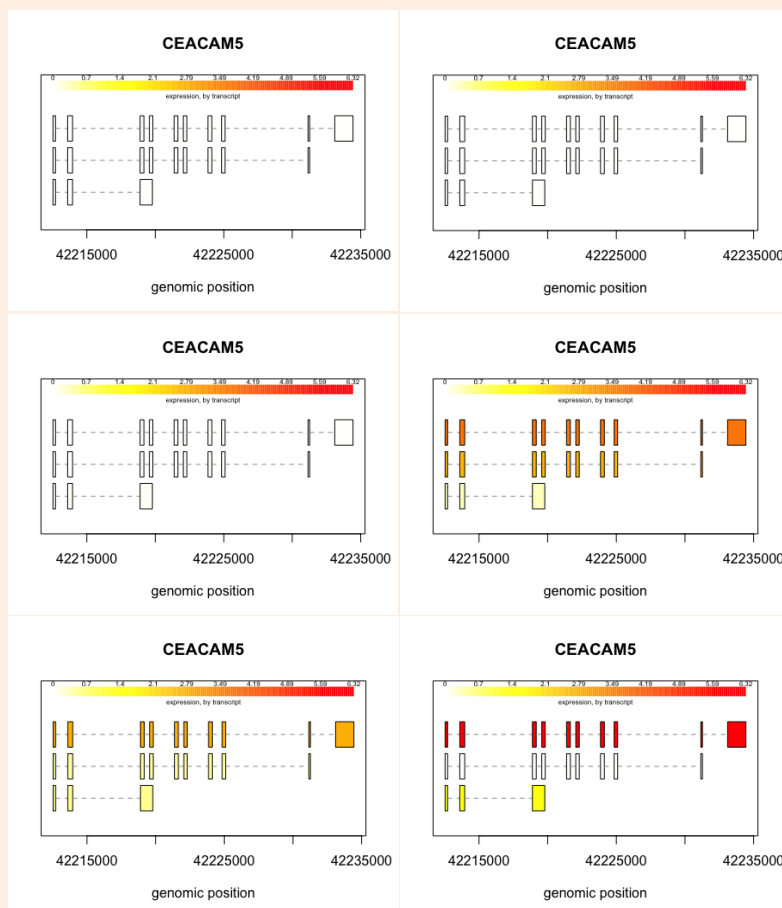 CEACAM5
0 0.7 1.4 2.1 2.79 3.49 4.19 4.89 5.59 6.32
expression, by transcript
42215000 42225000 42235000
genomic position
CEACAM5
0 0.7 1.4 2.1 2.79 3.49 4.19 4.89 5.59 6.32
expression, by transcript
42215000 42225000 42235000
genomic position
CEACAM5
0 0.7 1.4 2.1 2.79 3.49 4.19 4.89 5.59 6.32
expression, by transcript
42215000 42225000 42235000
genomic position
CEACAM5
0 0.7 1.4 2.1 2.79 3.49 4.19 4.89 5.59 6.32
expression, by transcript
42215000 42225000 42235000
genomic position
CEACAM5
0 0.7 1.4 2.1 2.79 3.49 4.19 4.89 5.59 6.32
expression, by transcript
42215000 42225000 42235000
genomic position
CEACAM5
0 0.7 1.4 2.1 2.79 3.49 4.19 4.89 5.59 6.32
expression, by transcript
42215000 42225000 42235000
genomic position